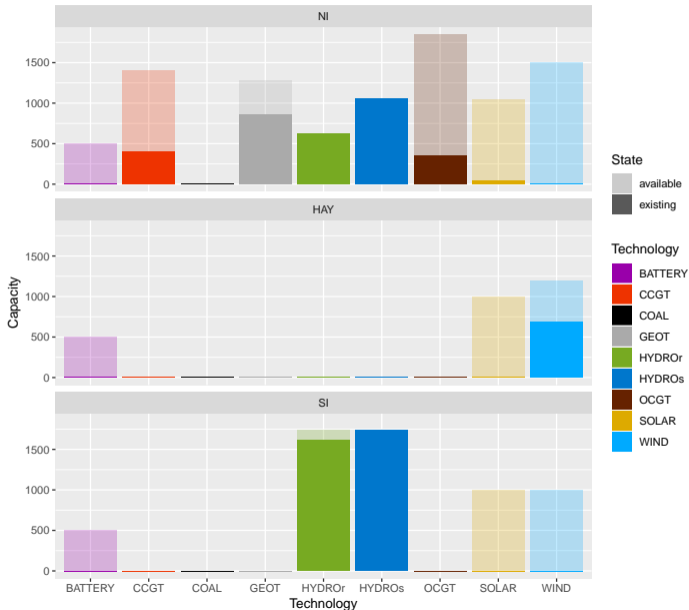 NI
1500
1000
500
0
HAY
1500
1000
500
0
SI
1500
1000
500
0
BATTERY CCGT COAL GEOT HYDROr HYDROs OCGT SOLAR WIND
Technology
Capacity
State
available
existing
Technology
BATTERY
CCGT
COAL
GEOT
HYDROr
HYDROs
OCGT
SOLAR
WIND